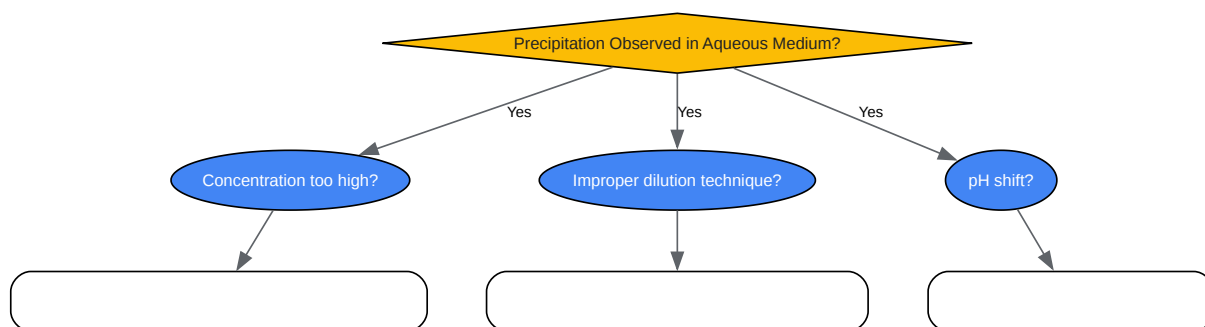 Precipitation Observed in Aqueous Medium?
Yes
Yes
Yes
Concentration too high?
Improper dilution technique?
pH shift?